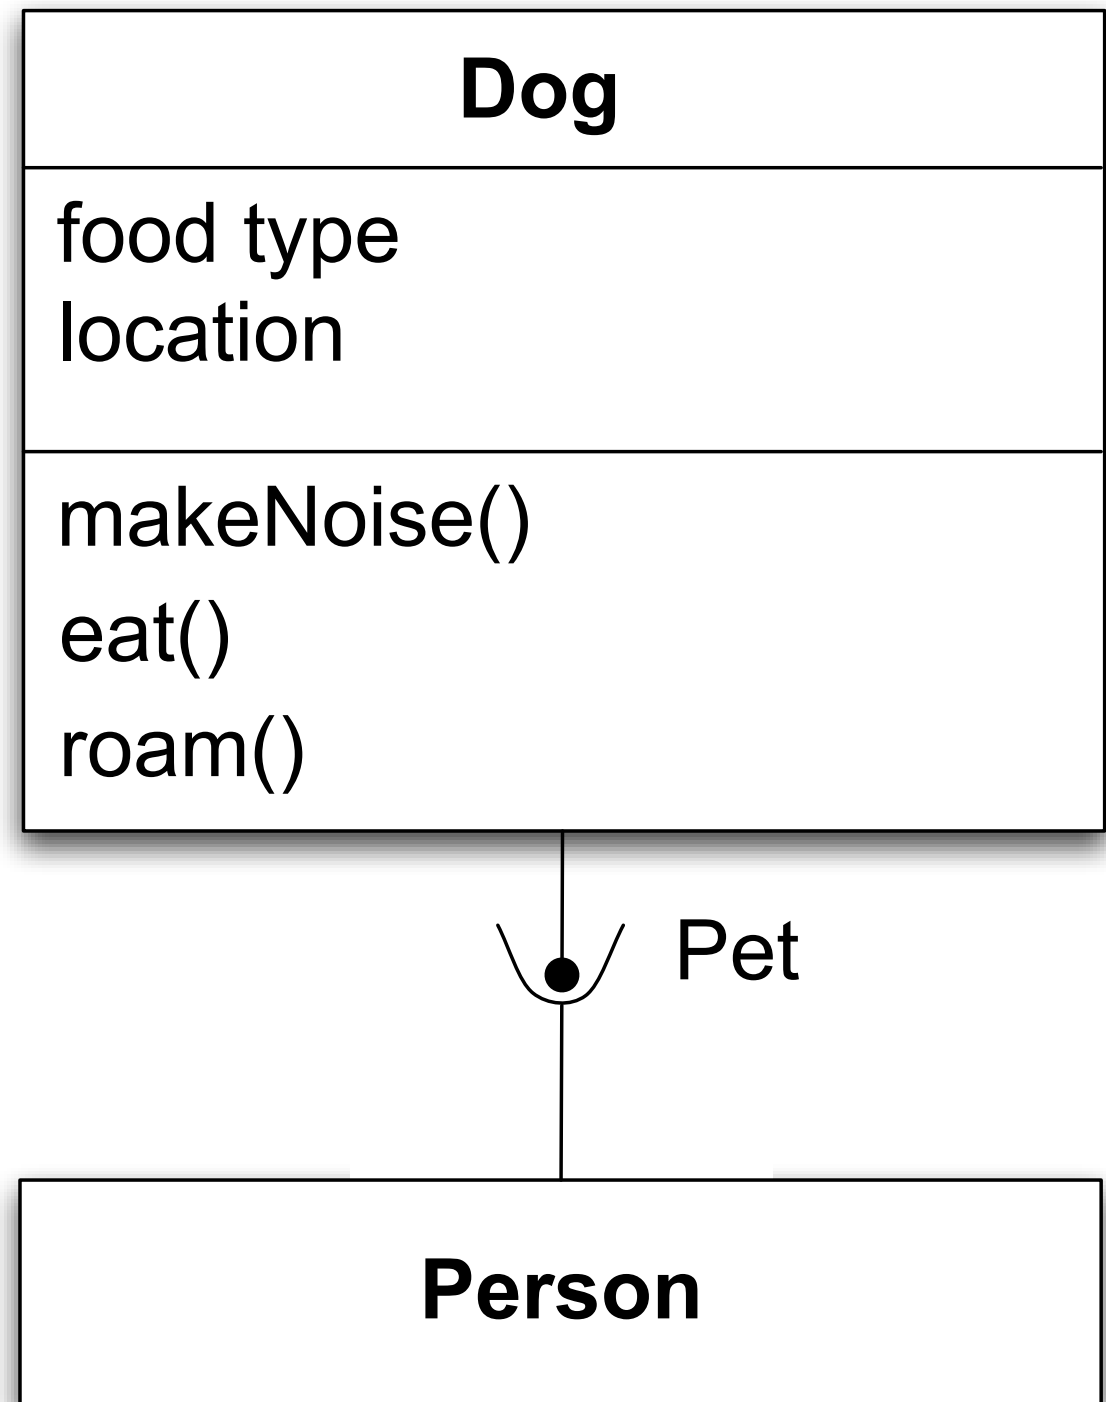 Dog
food type
location
makeNoise()
eat()
roam()
Pet
Person